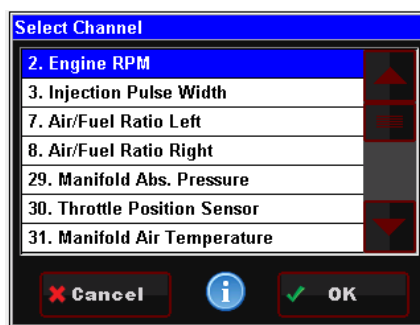 Select Channel
2. Engine RPM
3. Injection Pulse Width
7. Air/Fuel Ratio Left
8. Air/Fuel Ratio Right
29. Manifold Abs. Pressure
30. Throttle Position Sensor
31. Manifold Air Temperature
Cancel
OK